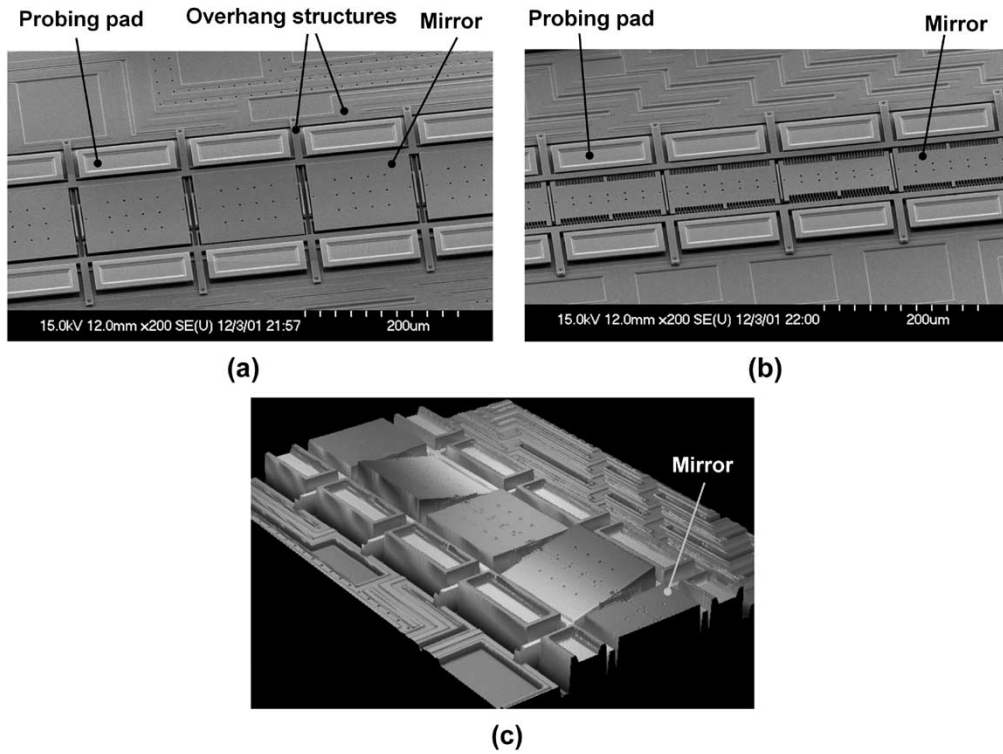 Probing pad
Overhang structures
Mirror
Probing pad
Mirror
15.0kV 12.0mm x200 SE(U) 12/3/01 21:57
200um
15.0kV 12.0mm x200 SE(U) 12/3/01 22:00
200um
(a)
(b)
Mirror
(c)